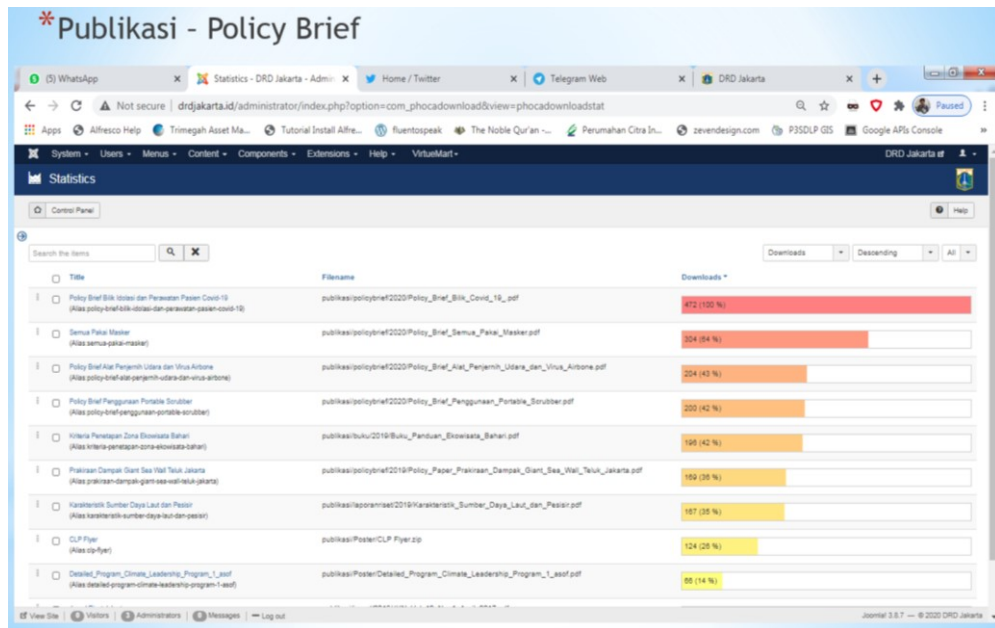 *Publikasi - Policy Brief
(5) WhatsApp
Statistics - DRD Jakarta - Admin
Home / Twitter
Telegram Web
DRD Jakarta
Not secure | drdjakarta.id/administrator/index.php?option=com_phocadownload&view=phocadownloadstat
Paused
Apps
Alfresco Help
Trimegah Asset Ma...
Tutorial Install Alfre...
fluentospeak
The Noble Qur'an -...
Perumahan Citra In...
zevendesign.com
P3SDLP GIS
Google APIs Console
System
Users
Menus
Content
Components
Extensions
Help
VirtueMart
DRD Jakarta
Statistics
Control Panel
Help
Search the items
Downloads
Descending
All
Title
Filename
Downloads
Policy Brief Bilik Isolasi dan Perawatan Pasien Covid-19
publikasi/policybrief/2020/Policy_Brief_Bilik_Covid_19_.pdf
472 (100 %)
(Alias policy-brief-bilik-isolasi-dan-perawatan-pasien-covid-19)
Semua Pakai Masker
publikasi/policybrief/2020/Policy_Brief_Semua_Pakai_Masker.pdf
304 (64 %)
(Alias semua-pakai-masker)
Policy Brief Alat Penjernih Udara dan Virus Airbone
publikasi/policybrief/2020/Policy_Brief_Alat_Penjernih_Udara_dan_Virus_Airbone.pdf
204 (43 %)
(Alias policy-brief-alat-penjernih-udara-dan-virus-airbone)
Policy Brief Penggunaan Portable Scrubber
publikasi/policybrief/2020/Policy_Brief_Penggunaan_Portable_Scrubber.pdf
200 (42 %)
(Alias policy-brief-penggunaan-portable-scrubber)
Kriteria Penetapan Zona Ekowisata Bahari
publikasi/buku/2019/Buku_Panduan_Ekowisata_Bahari.pdf
196 (42 %)
(Alias kriteria-penetapan-zona-ekowisata-bahari)
Prakiraan Dampak Giant Sea Wall Teluk Jakarta
publikasi/policybrief/2019/Policy_Paper_Prakiraan_Dampak_Giant_Sea_Wall_Teluk_Jakarta.pdf
169 (36 %)
(Alias prakiraan-dampak-giant-sea-wall-teluk-jakarta)
Karakteristik Sumber Daya Laut dan Pesisir
publikasi/laporanriset/2019/Karakteristik_Sumber_Daya_Laut_dan_Pesisir.pdf
167 (35 %)
(Alias karakteristik-sumber-daya-laut-dan-pesisir)
CLP Flyer
publikasi/Poster/CLP Flyer.zip
124 (26 %)
(Alias clp-flyer)
Detailed_Program_Climate_Leadership_Program_1_asof
publikasi/Poster/Detailed_Program_Climate_Leadership_Program_1_asof.pdf
(14 %)
(Alias detailed-program-climate-leadership-program-1-asof)
View Site
Visitors
Administrators
Messages
Log out
Joomla! 3.8.7 — © 2020 DRD Jakarta